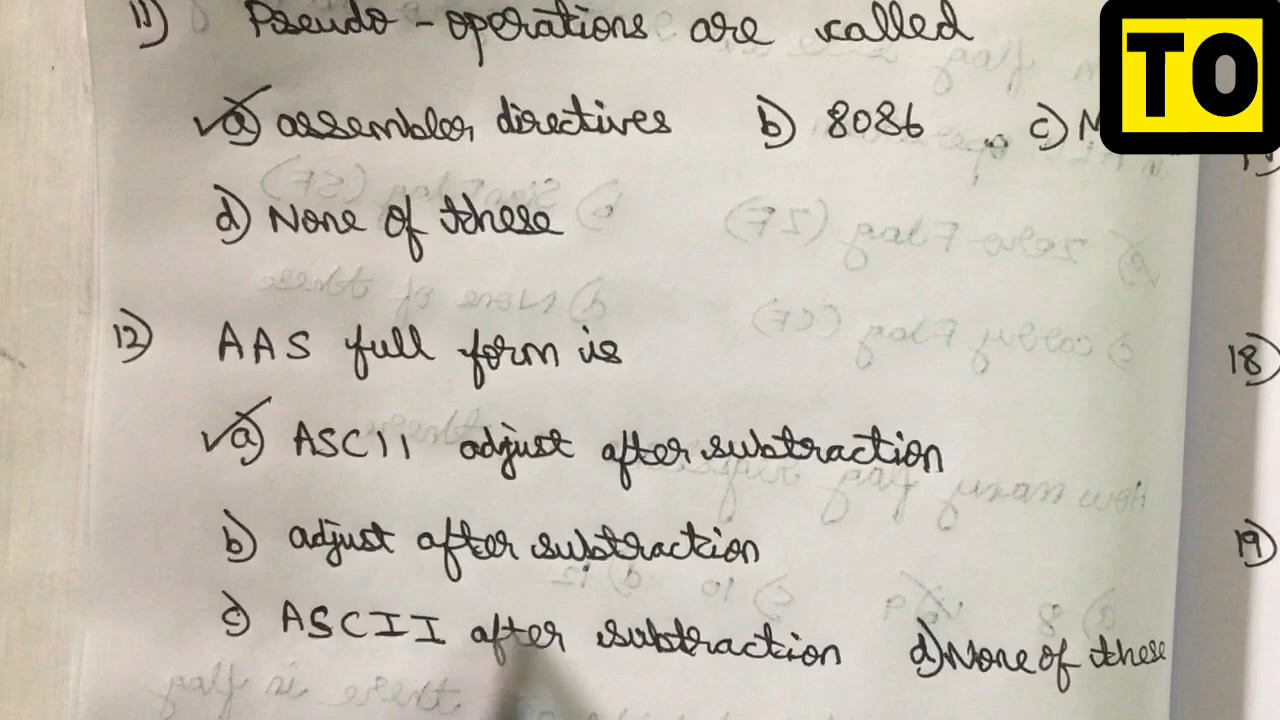 11) Pseudo-operations are called
a) assembler directives b) 8086 c)
d) None of these
12) AAS full form is
a) ASCII adjust after subtraction
b) adjust after subtraction
c) ASCII after subtraction d) None of these
18)
19)
TO